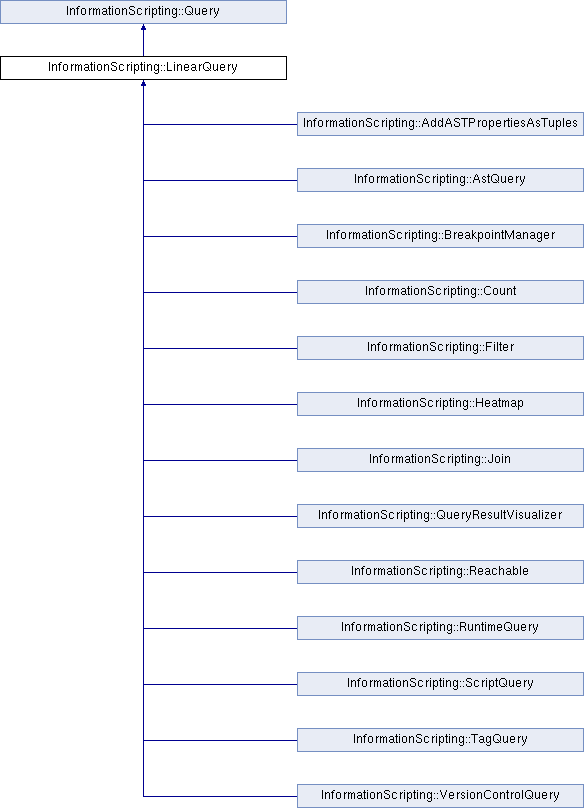 InformationScripting::Query
InformationScripting::LinearQuery
InformationScripting::AddASTPropertiesAsTuples
InformationScripting::AstQuery
InformationScripting::BreakpointManager
InformationScripting::Count
InformationScripting::Filter
InformationScripting::Heatmap
InformationScripting::Join
InformationScripting::QueryResultVisualizer
InformationScripting::Reachable
InformationScripting::RuntimeQuery
InformationScripting::ScriptQuery
InformationScripting::TagQuery
InformationScripting::VersionControlQuery